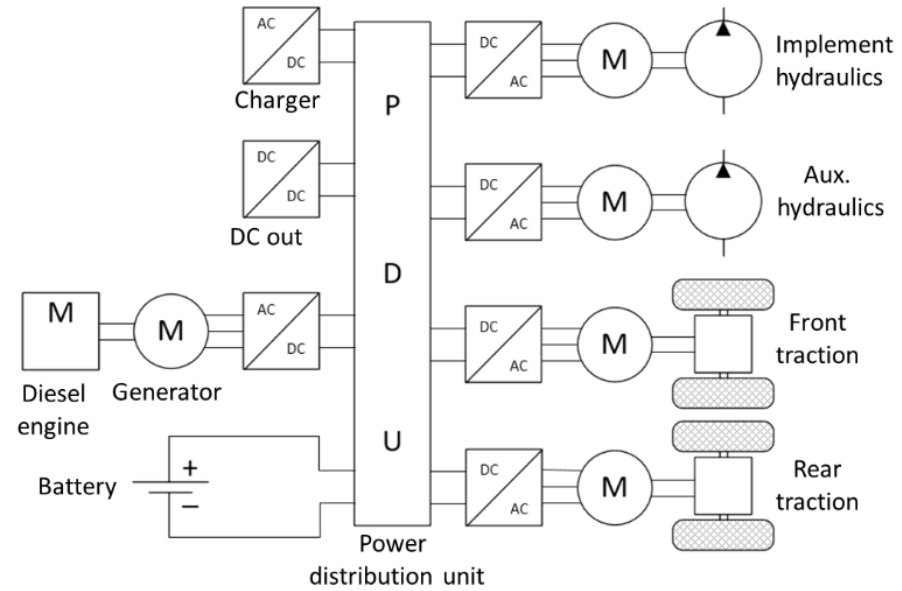 AC
DC
Charger
DC
DC
DC out
M
Diesel
engine
M
Generator
AC
DC
Battery
+
−
P
D
U
Power
distribution unit
DC
AC
M
Implement
hydraulics
DC
AC
M
Aux.
hydraulics
DC
AC
M
Front
traction
DC
AC
M
Rear
traction